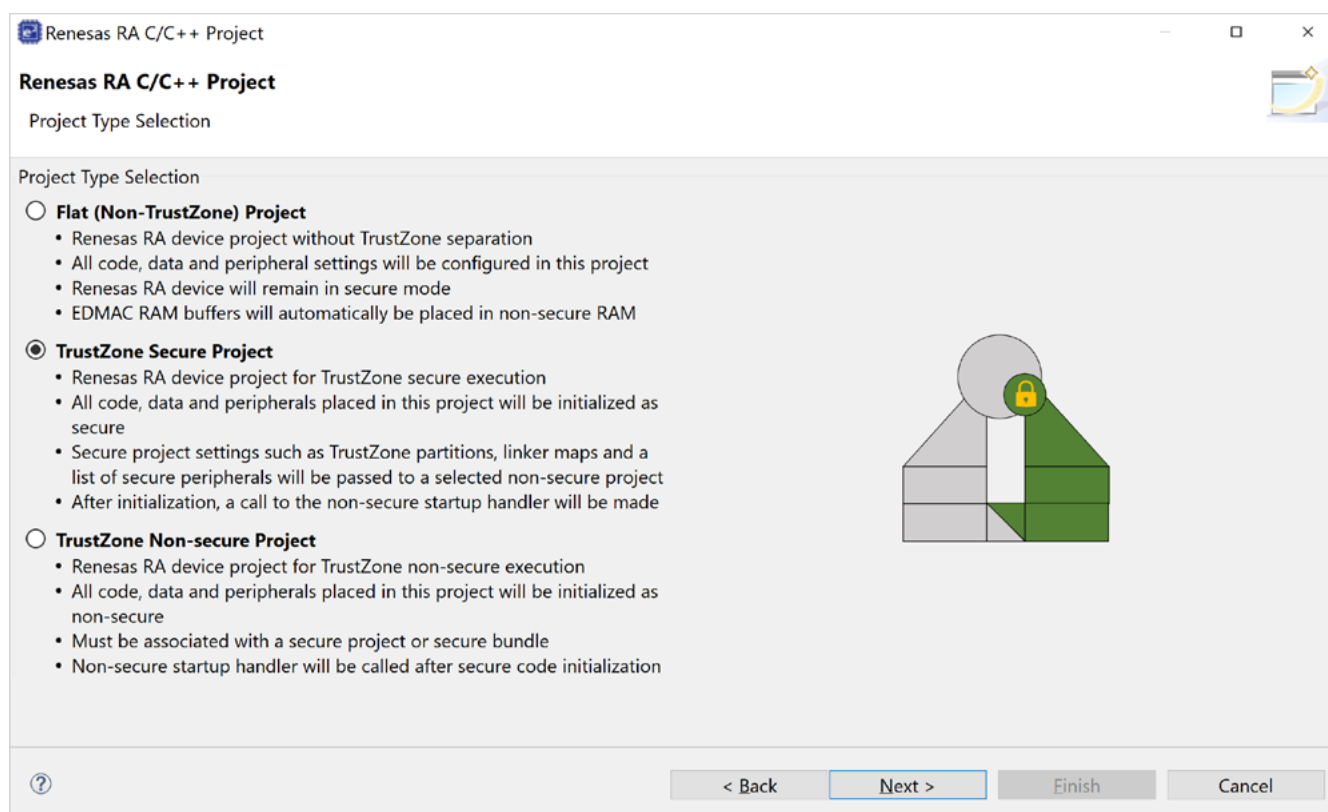 Renesas RA C/C++ Project
Renesas RA C/C++ Project
Project Type Selection
Project Type Selection
Flat (Non-TrustZone) Project
• Renesas RA device project without TrustZone separation
• All code, data and peripheral settings will be configured in this project
• Renesas RA device will remain in secure mode
• EDMAC RAM buffers will automatically be placed in non-secure RAM
TrustZone Secure Project
• Renesas RA device project for TrustZone secure execution
• All code, data and peripherals placed in this project will be initialized as
secure
• Secure project settings such as TrustZone partitions, linker maps and a
list of secure peripherals will be passed to a selected non-secure project
• After initialization, a call to the non-secure startup handler will be made
TrustZone Non-secure Project
• Renesas RA device project for TrustZone non-secure execution
• All code, data and peripherals placed in this project will be initialized as
non-secure
• Must be associated with a secure project or secure bundle
• Non-secure startup handler will be called after secure code initialization
? < Back Next > Finish Cancel